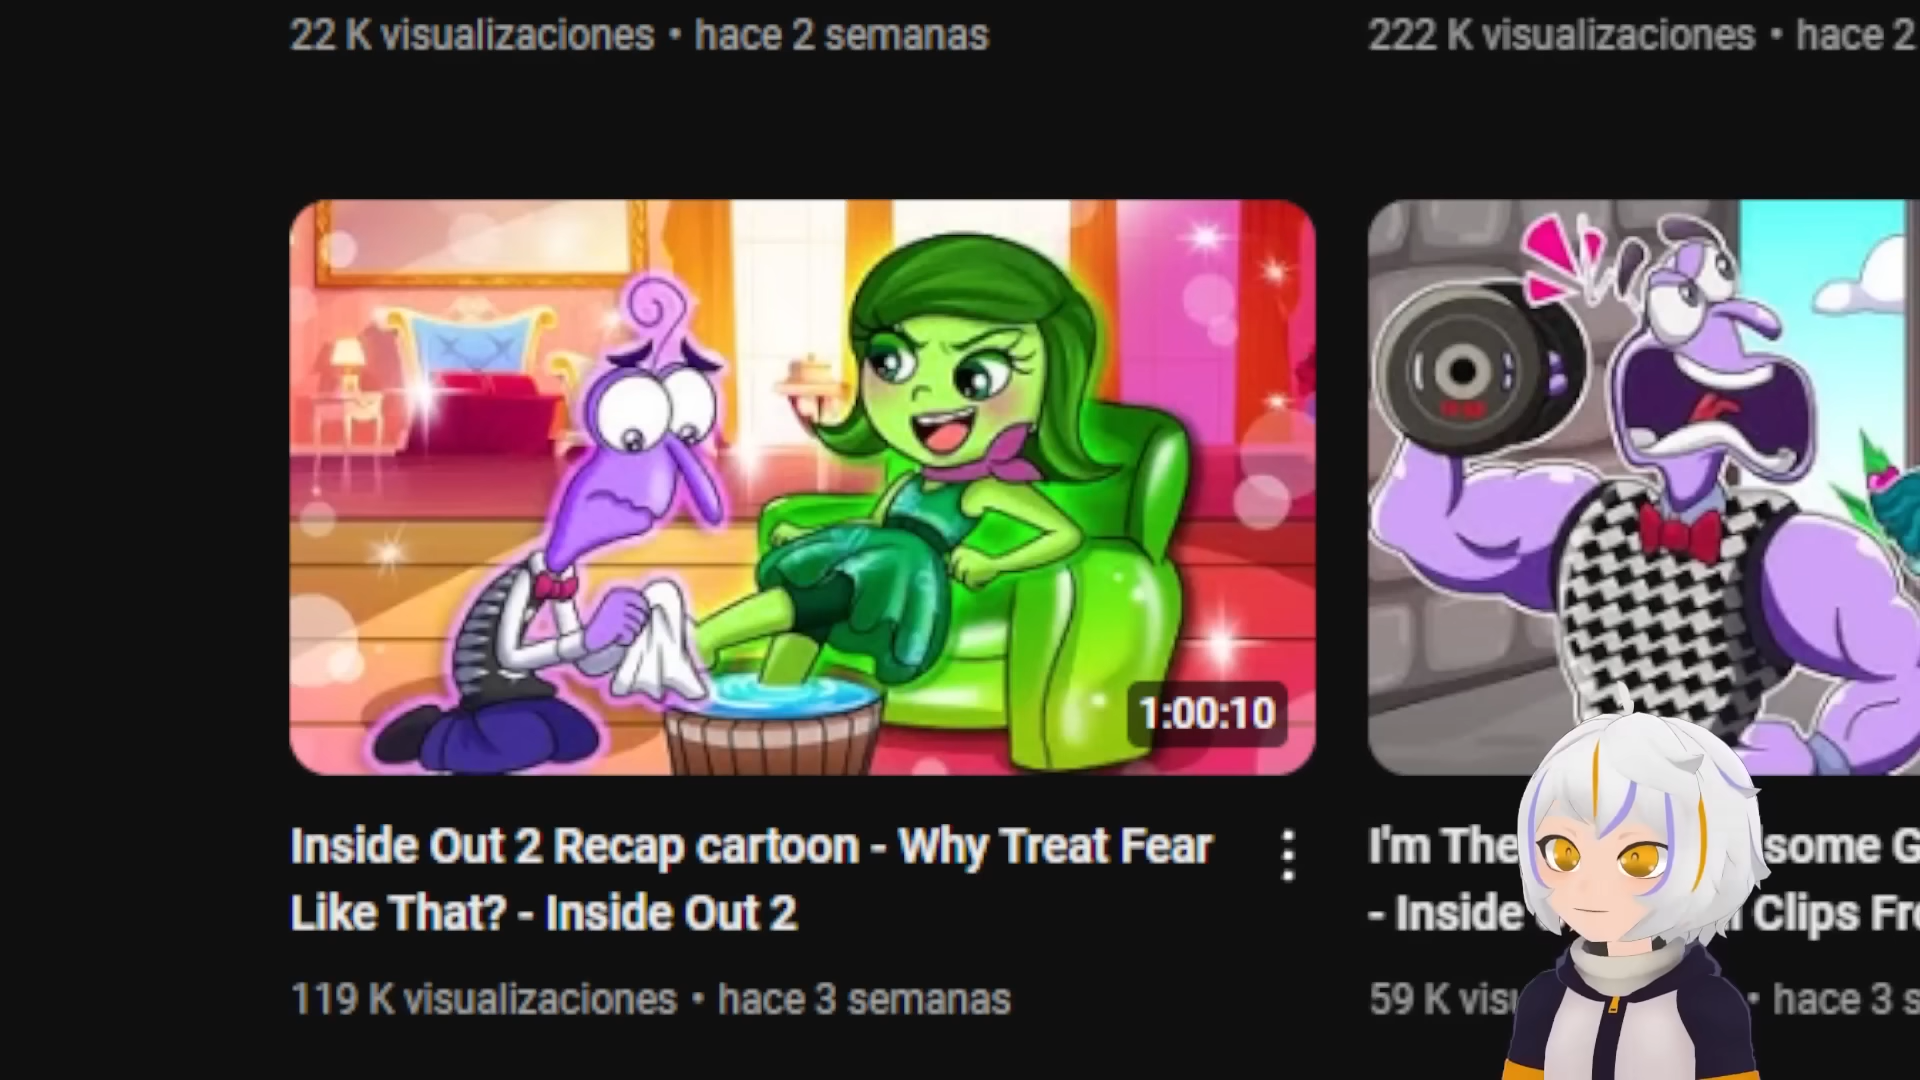 22 K visualizaciones • hace 2 semanas
222 K visualizaciones • hace 2
1:00:10
Inside Out 2 Recap cartoon - Why Treat Fear
Like That? - Inside Out 2
119 K visualizaciones • hace 3 semanas
I'm The some G
- Inside Clips Fr
59 K vis • hace 3 s